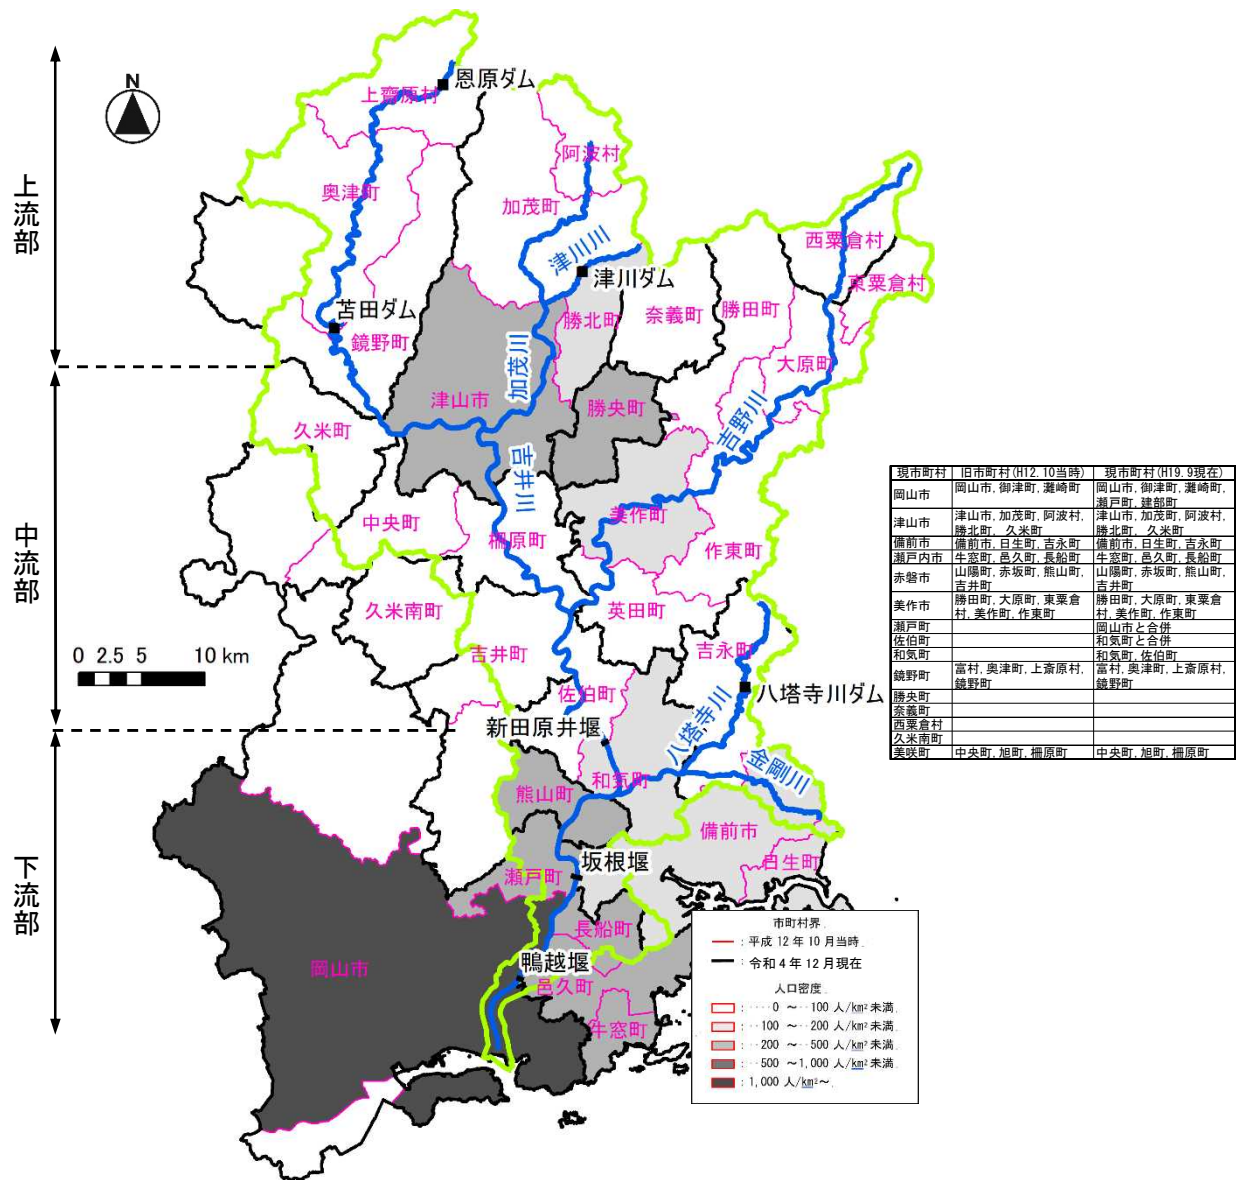 N
上流部
中流部
下流部
0 2.5 5 10 km
恩原ダム
上齋原村
阿波村
奥津町
加茂町
津川川
西粟倉村
津川ダム
東粟倉村
苫田ダム
鏡野町
勝北町
奈義町
勝田町
加茂川
大原町
津山市
勝央町
久米町
吉野川
吉井川
美作町
中央町
柵原町
作東町
久米南町
英田町
吉井町
吉永町
佐伯町
八塔寺川ダム
新田原井堰
八塔寺川
金剛川
和気町
熊山町
備前市
坂根堰
日生町
瀬戸町
長船町
鴨越堰
岡山市
邑久町
牛窓町
現市町村 旧市町村(H12.10当時) 現市町村(H19.9現在)
岡山市 岡山市,御津町,灘崎町 岡山市,御津町,灘崎町,
瀬戸町,建部町
津山市 津山市,加茂町,阿波村, 津山市,加茂町,阿波村,
勝北町, 久米町 勝北町, 久米町
備前市 備前市,日生町,吉永町 備前市,日生町,吉永町
瀬戸内市 牛窓町,邑久町,長船町 牛窓町,邑久町,長船町
赤磐市 山陽町,赤坂町,熊山町, 山陽町,赤坂町,熊山町,
吉井町 吉井町
美作市 勝田町,大原町,東粟倉 勝田町,大原町,東粟倉
村,美作町,作東町 村,美作町,作東町
瀬戸町 岡山市と合併
佐伯町 和気町と合併
和気町 和気町,佐伯町
鏡野町 富村,奥津町,上斎原村, 富村,奥津町,上斎原村,
鏡野町 鏡野町
勝央町
奈義町
西粟倉村
久米南町
美咲町 中央町,旭町,柵原町 中央町,旭町,柵原町
市町村界
：平成12年10月当時
：令和4年12月現在
人口密度
： 0 ～ 100 人/km²未満
： 100 ～ 200 人/km²未満
： 200 ～ 500 人/km²未満
： 500 ～1,000 人/km²未満
：1,000 人/km²～